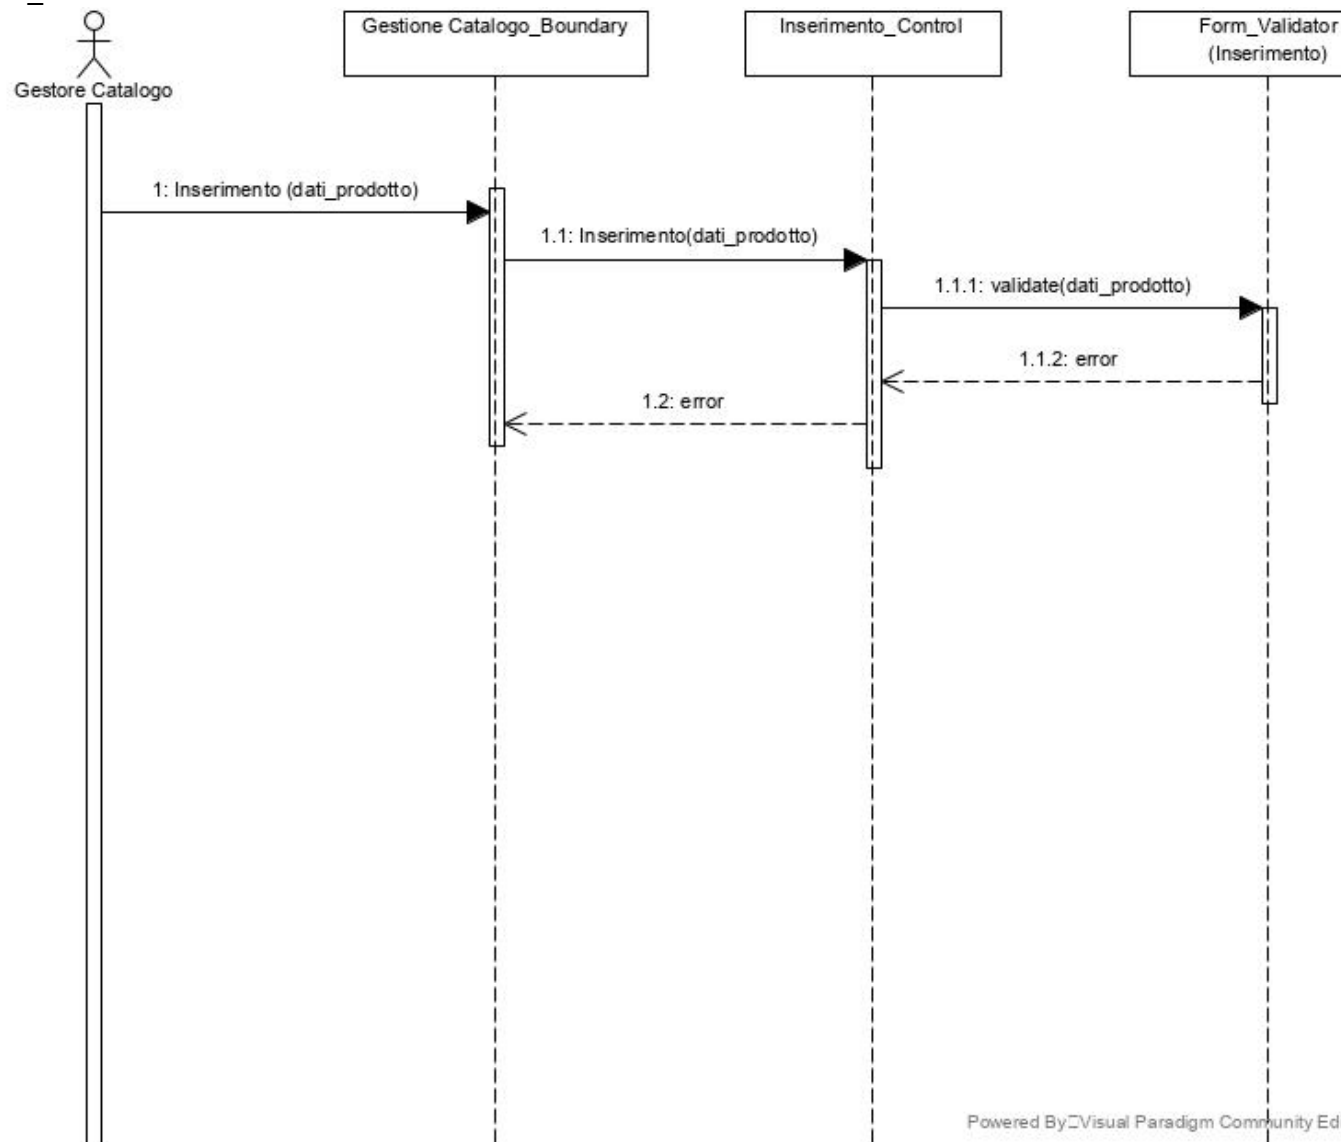 Gestione Catalogo_Boundary
Inserimento_Control
Form_Validator
(Inserimento)
Gestore Catalogo
1: Inserimento (dati_prodotto)
1.1: Inserimento(dati_prodotto)
1.1.1: validate(dati_prodotto)
1.1.2: error
1.2: error
Powered By Visual Paradigm Community Ed